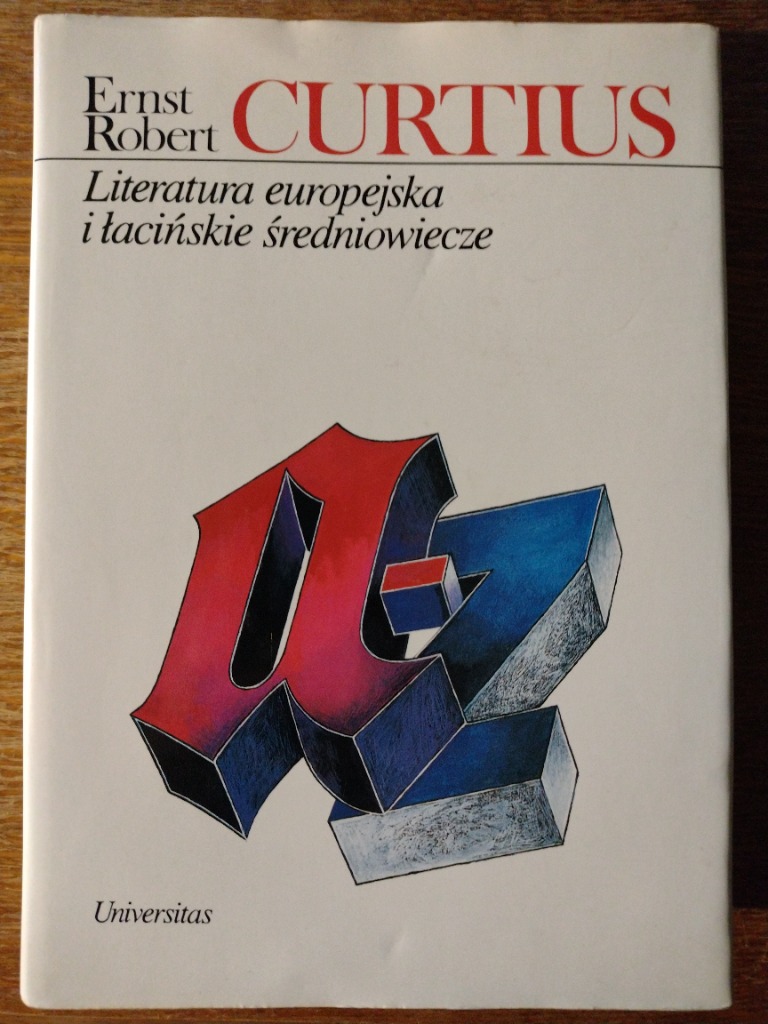 Ernst
Robert CURTIUS
Literatura europejska
i łacińskie średniowiecze
a-z
Universitas